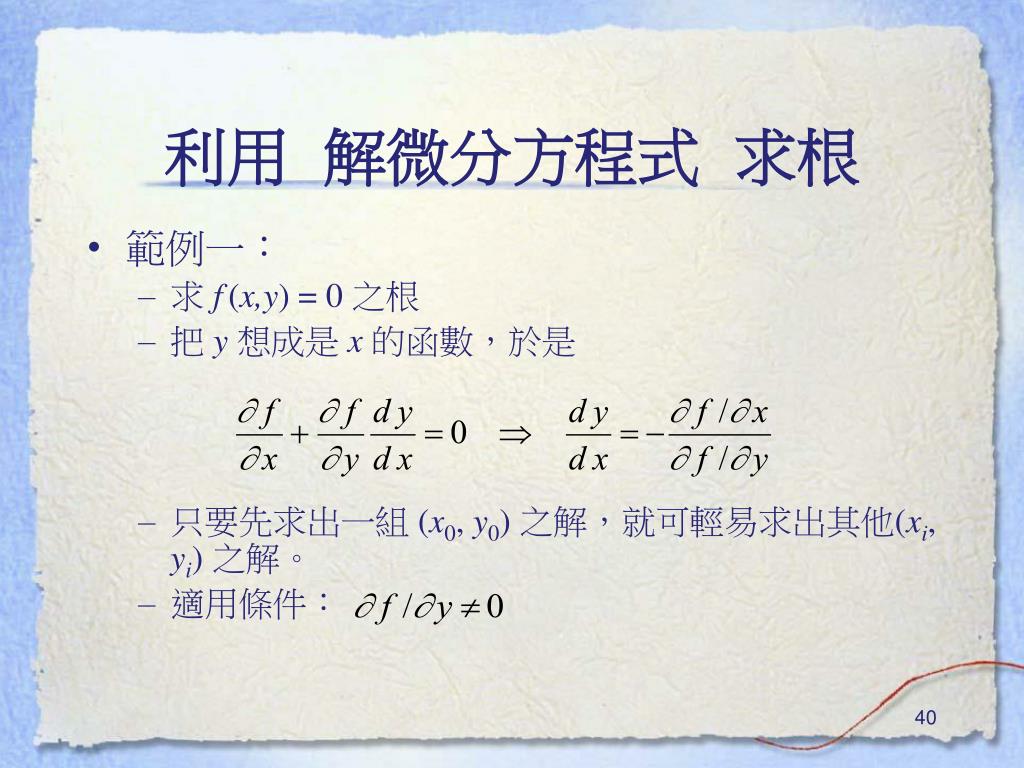 利用 解微分方程式 求根
• 範例一：
– 求 f (x,y) = 0 之根
– 把 y 想成是 x 的函數，於是
∂f/∂x + ∂f/∂y dy/dx = 0 ⇒ dy/dx = − (∂f/∂x)/(∂f/∂y)
– 只要先求出一組 (x₀, y₀) 之解，就可輕易求出其他(xᵢ,
yᵢ) 之解。
– 適用條件： ∂f/∂y ≠ 0
40